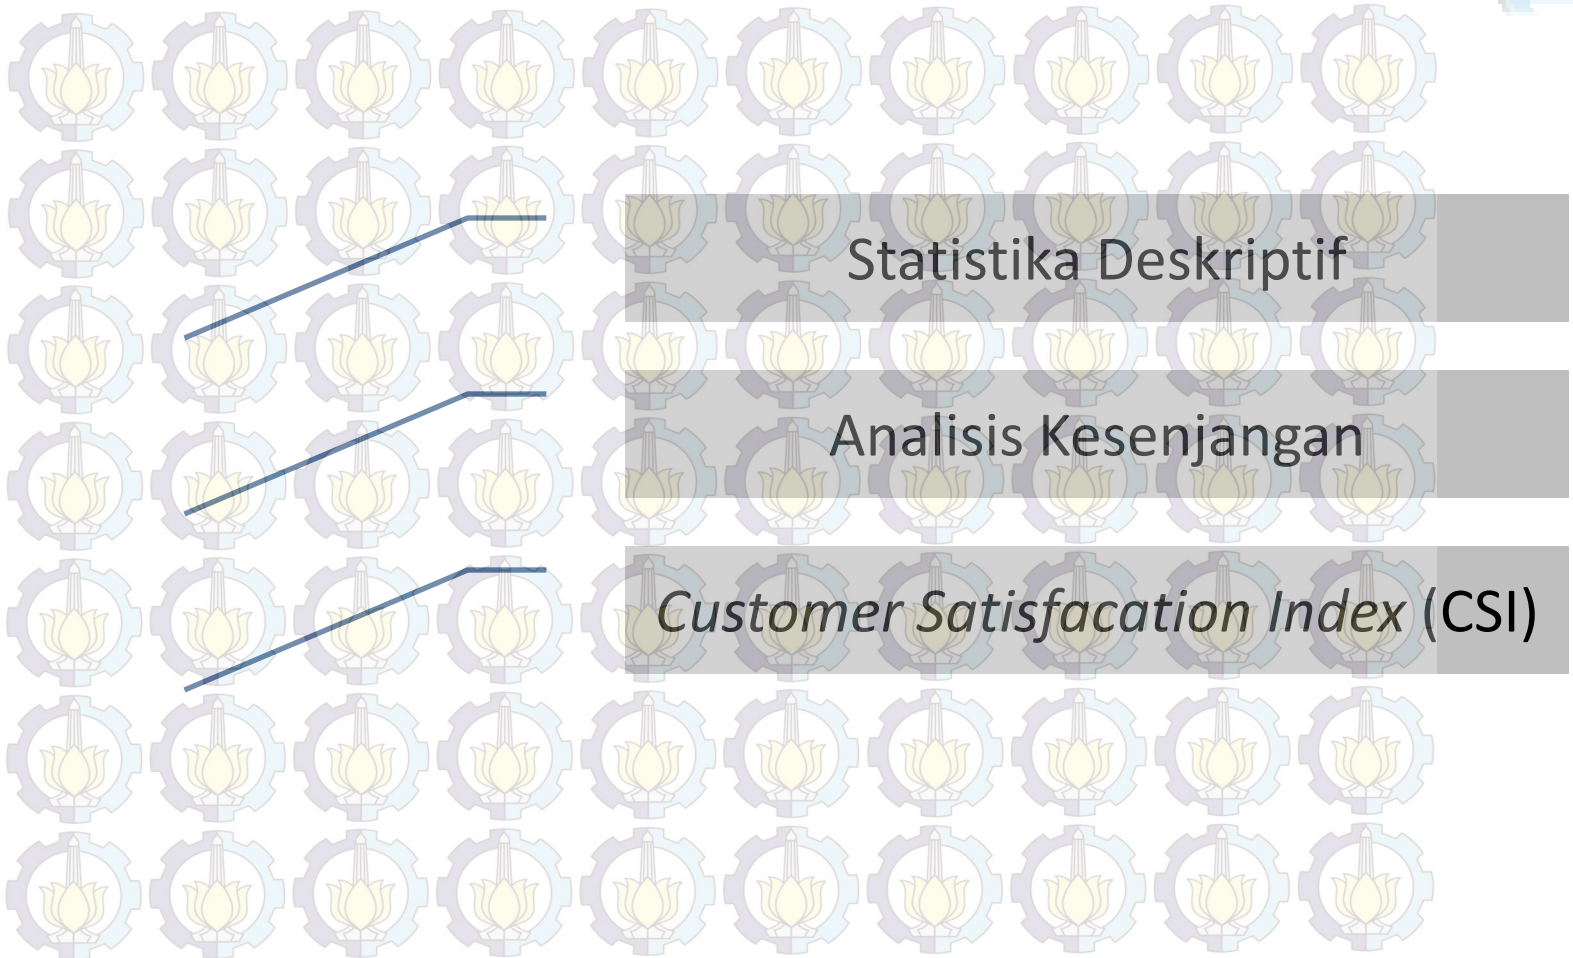 Statistika Deskriptif
Analisis Kesenjangan
Customer Satisfacation Index (CSI)